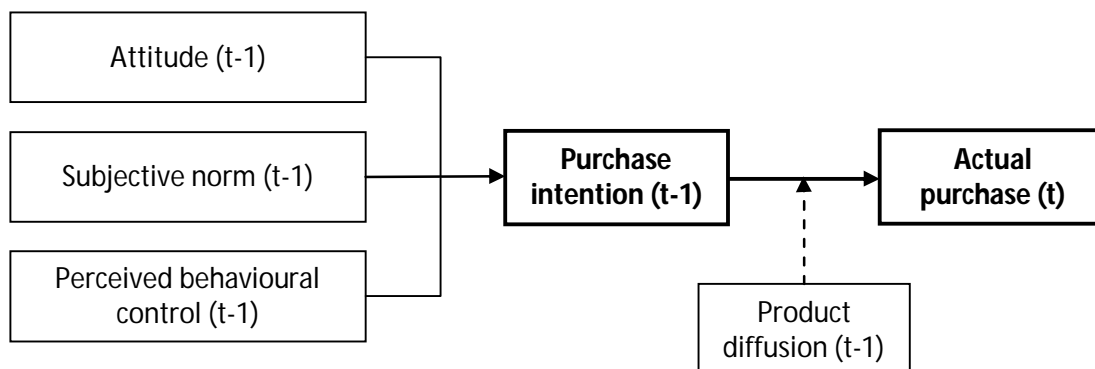 Attitude (t-1)
Subjective norm (t-1)
Perceived behavioural
control (t-1)
Purchase
intention (t-1)
Actual
purchase (t)
Product
diffusion (t-1)